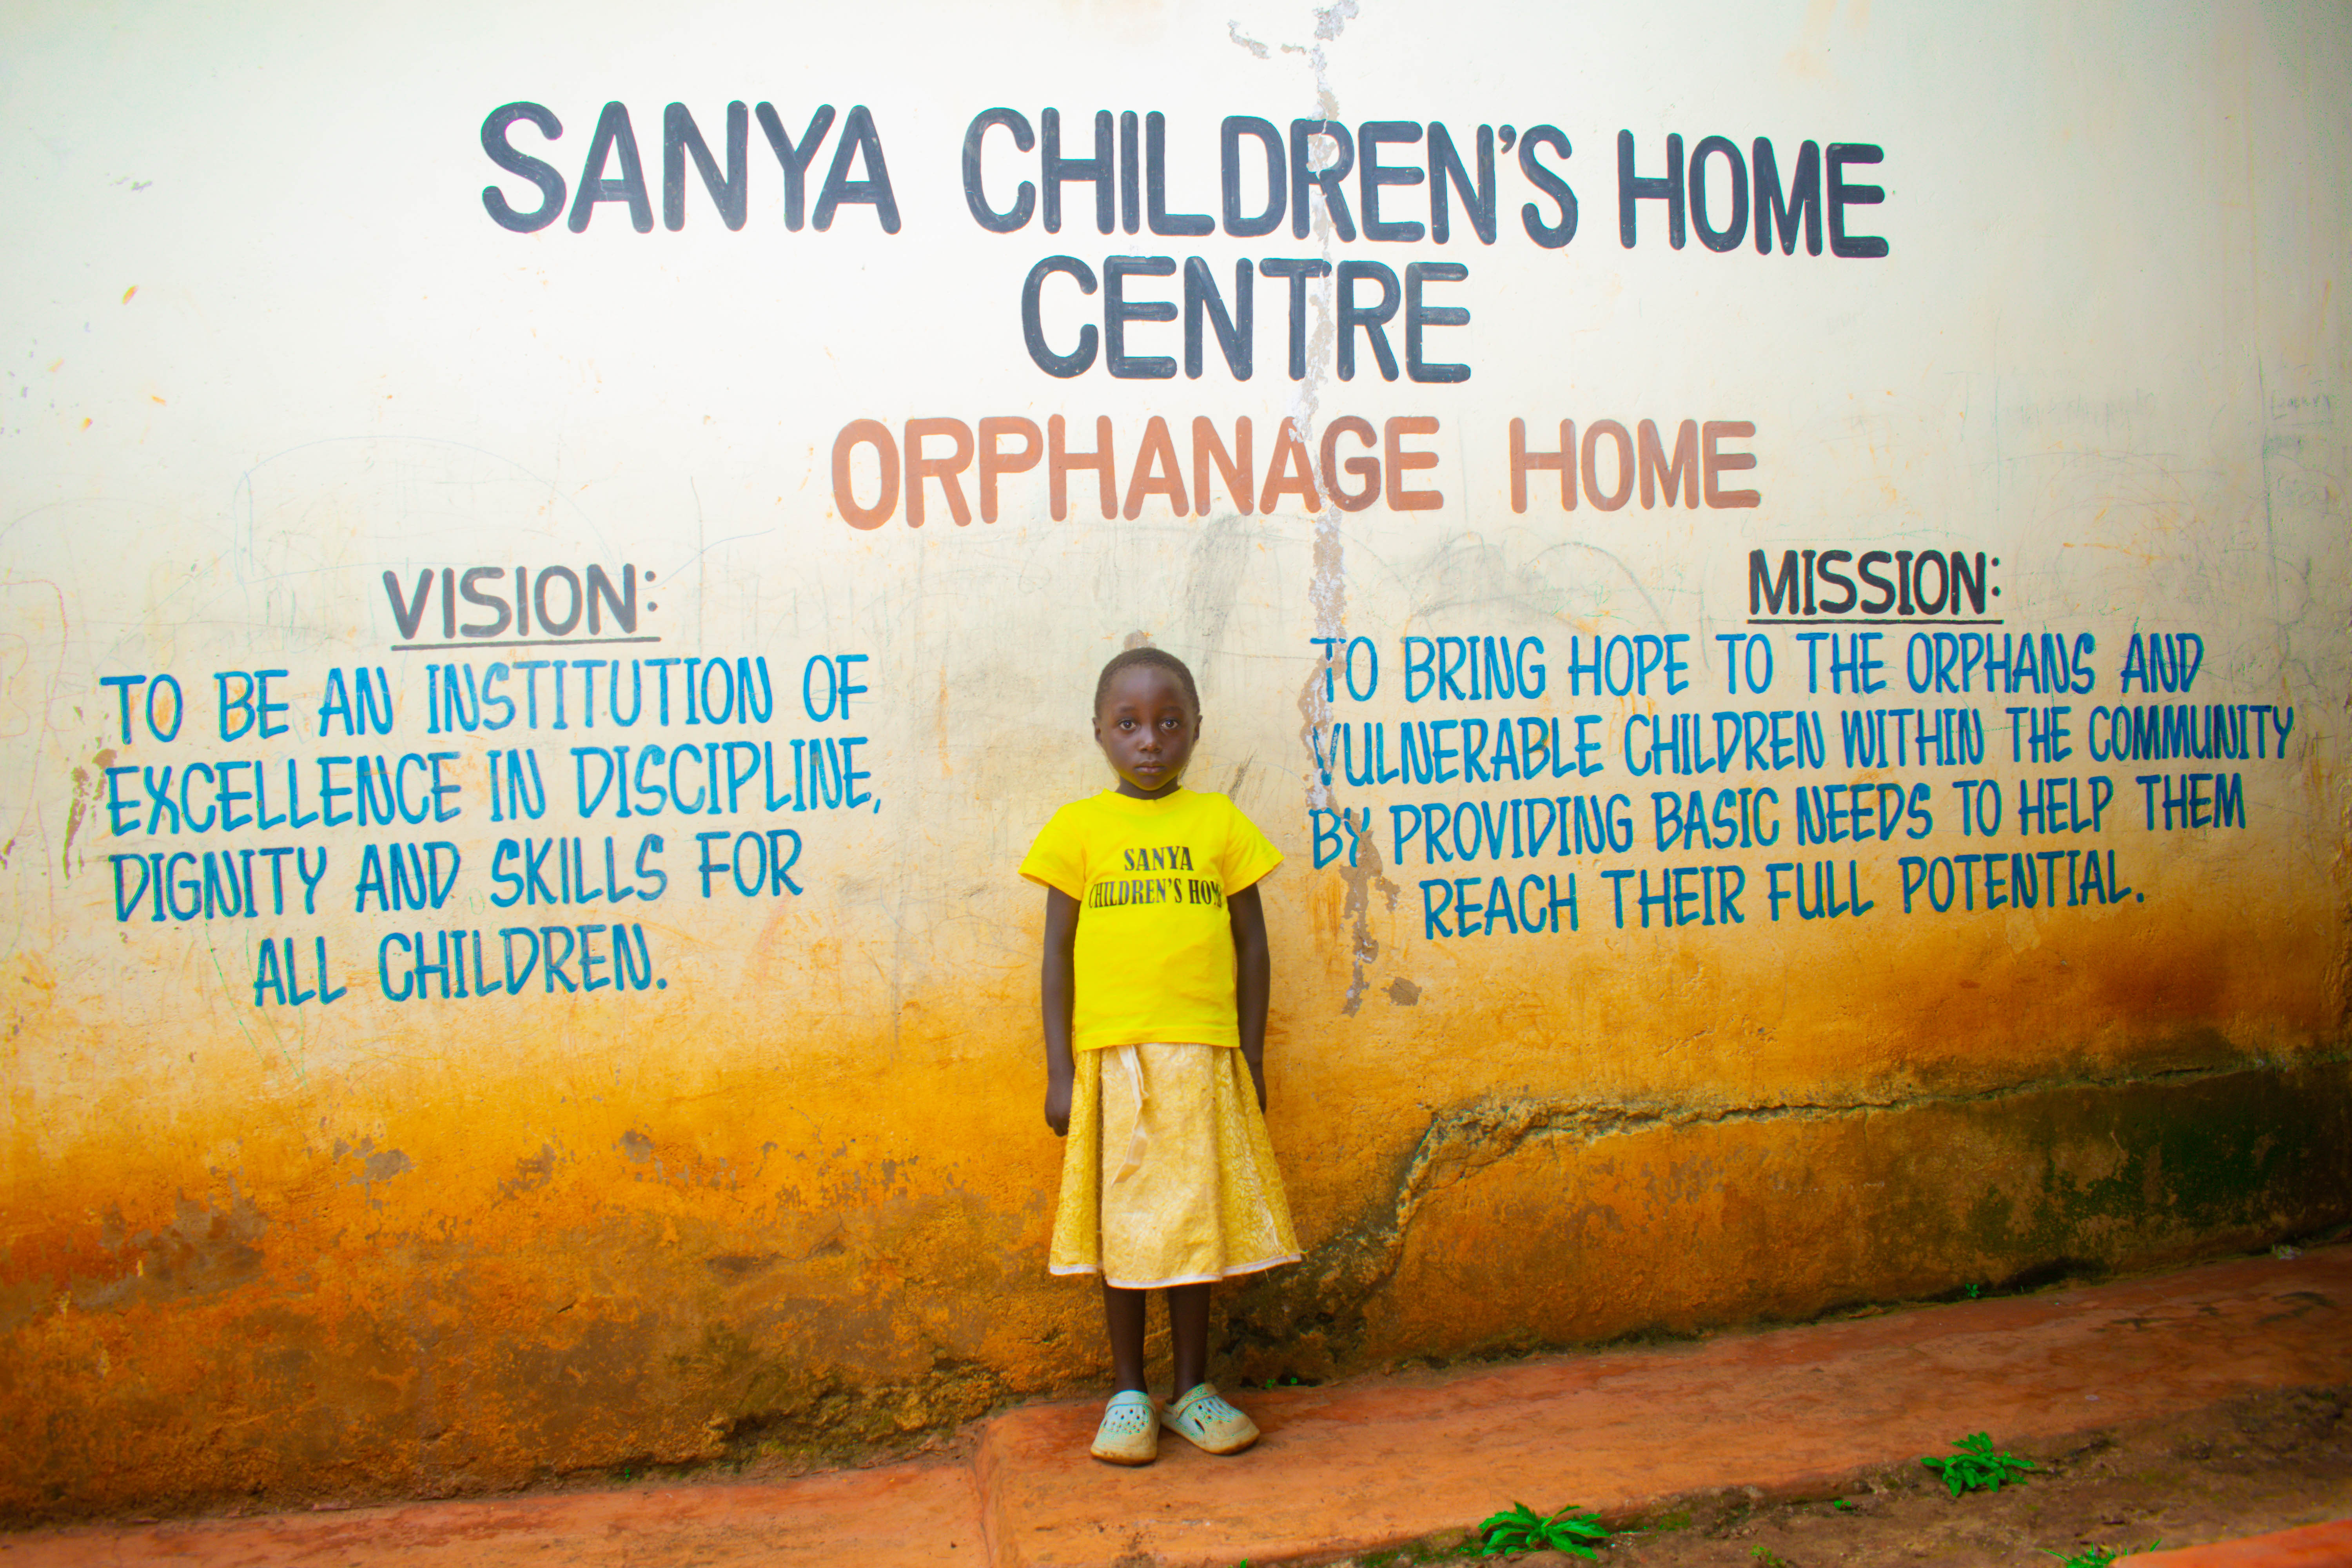 SANYA CHILDREN'S HOME
CENTRE
ORPHANAGE HOME
VISION:
TO BE AN INSTITUTION OF
EXCELLENCE IN DISCIPLINE,
DIGNITY AND SKILLS FOR
ALL CHILDREN.
MISSION:
TO BRING HOPE TO THE ORPHANS AND
VULNERABLE CHILDREN WITHIN THE COMMUNITY
BY PROVIDING BASIC NEEDS TO HELP THEM
REACH THEIR FULL POTENTIAL.
SANYA
CHILDREN'S HOME